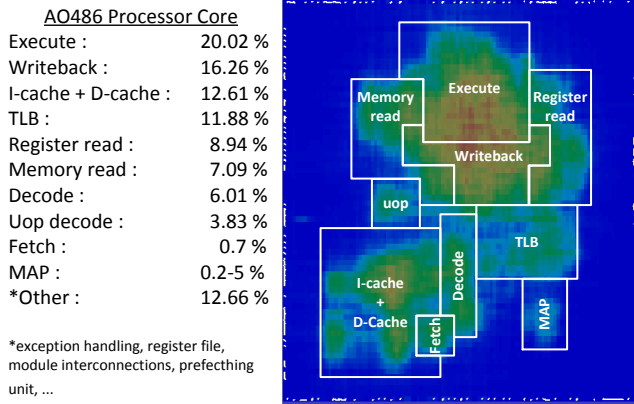 AO486 Processor Core
Execute : 20.02 %
Writeback : 16.26 %
I-cache + D-cache : 12.61 %
TLB : 11.88 %
Register read : 8.94 %
Memory read : 7.09 %
Decode : 6.01 %
Uop decode : 3.83 %
Fetch : 0.7 %
MAP : 0.2-5 %
*Other : 12.66 %
*exception handling, register file,
module interconnections, prefecthing
unit, ...
Execute
Memory
read
Register
read
Writeback
uop
TLB
I-cache
+
D-Cache
Decode
Fetch
MAP